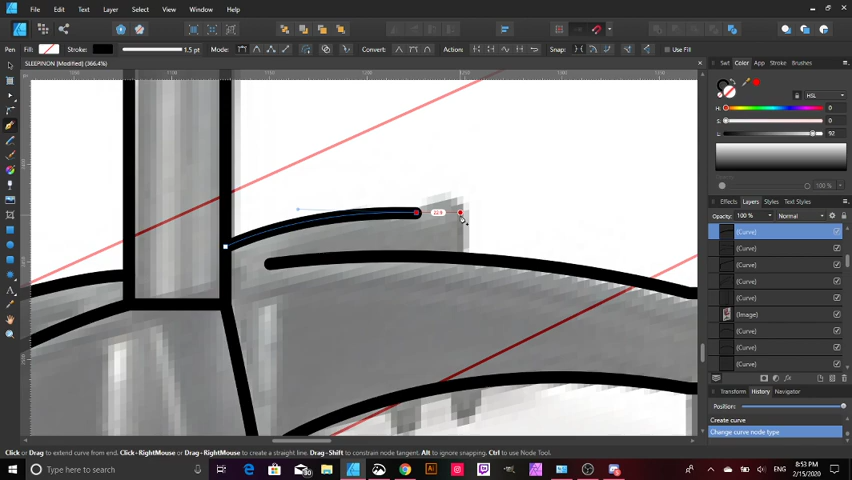 File Edit Text Layer Select View Window Help
Pen Fill: Stroke: 1.5 pt Mode: Convert: Action: Snap: Use Fill
SLEEPINON [Modified] (366.4%)
Swt Color App Stroke Brushes
HSL
H: 0
S: 0
L: 92
100 %
Effects Layers Styles Text Styles
Opacity: 100 % Normal
(Curve)
(Curve)
(Curve)
(Curve)
(Curve)
(Image)
(Curve)
(Curve)
(Curve)
Transform History Navigator
Position:
Create curve
Change curve node type
Click or Drag to extend curve from end. Click+RightMouse or Drag+RightMouse to create a straight line. Drag+Shift to constrain node tangent. Alt to ignore snapping. Ctrl to use Node Tool.
Type here to search
8:53 PM
2/15/2020